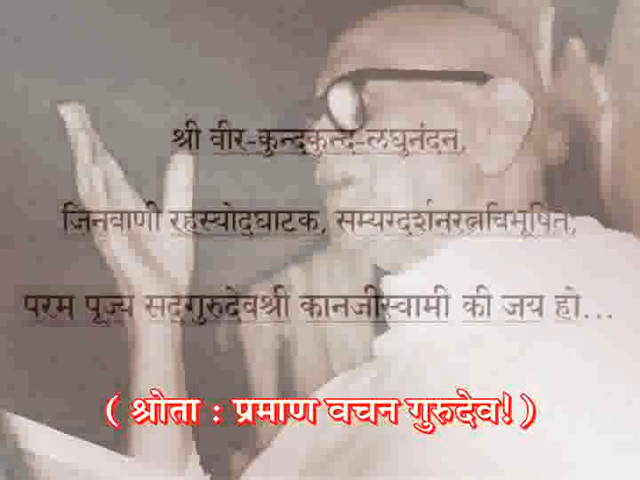 श्री वीर-कुन्दकुन्द-लघुनंदन,
जिनवाणी रहस्योद्घाटक, सम्यग्दर्शनरत्नविभूषित,
परम पूज्य सद्गुरुदेवश्री कानजीस्वामी की जय हो...
( श्रोता : प्रमाण वचन गुरुदेव! )